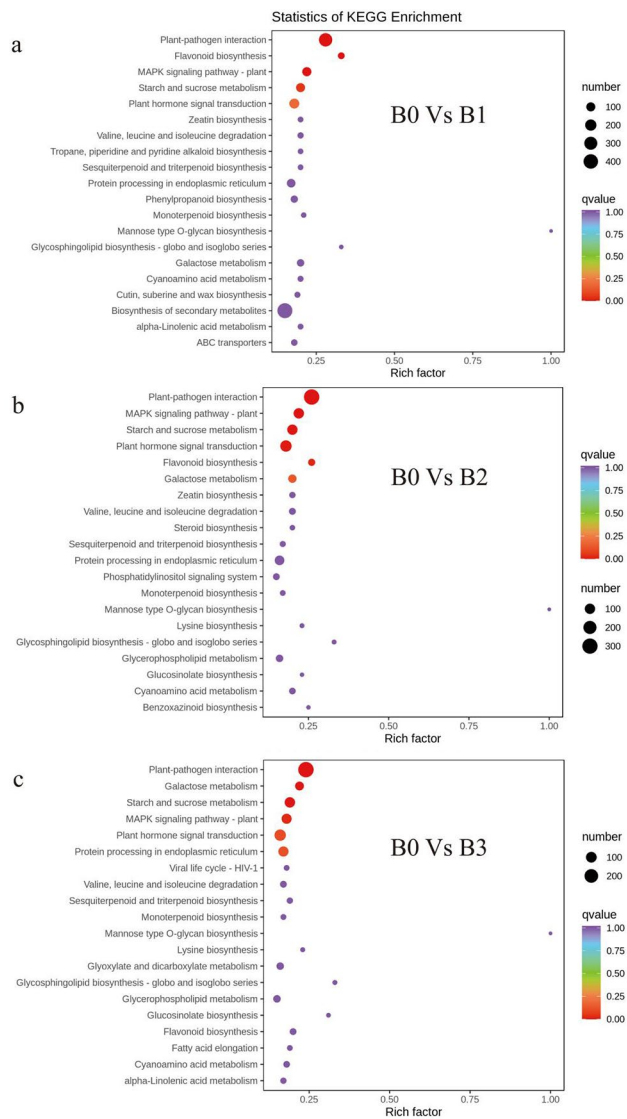 Statistics of KEGG Enrichment
a
Plant-pathogen interaction
Flavonoid biosynthesis
MAPK signaling pathway - plant
Starch and sucrose metabolism
Plant hormone signal transduction
Zeatin biosynthesis
Valine, leucine and isoleucine degradation
Tropane, piperidine and pyridine alkaloid biosynthesis
Sesquiterpenoid and triterpenoid biosynthesis
Protein processing in endoplasmic reticulum
Phenylpropanoid biosynthesis
Monoterpenoid biosynthesis
Mannose type O-glycan biosynthesis
Glycosphingolipid biosynthesis - globo and isoglobo series
Galactose metabolism
Cyanoamino acid metabolism
Cutin, suberine and wax biosynthesis
Biosynthesis of secondary metabolites
alpha-Linolenic acid metabolism
ABC transporters
B0 Vs B1
0.25 0.50 0.75 1.00
Rich factor
number
100
200
300
400
qvalue
1.00
0.75
0.50
0.25
0.00
b
Plant-pathogen interaction
MAPK signaling pathway - plant
Starch and sucrose metabolism
Plant hormone signal transduction
Flavonoid biosynthesis
Galactose metabolism
Zeatin biosynthesis
Valine, leucine and isoleucine degradation
Steroid biosynthesis
Sesquiterpenoid and triterpenoid biosynthesis
Protein processing in endoplasmic reticulum
Phosphatidylinositol signaling system
Monoterpenoid biosynthesis
Mannose type O-glycan biosynthesis
Lysine biosynthesis
Glycosphingolipid biosynthesis - globo and isoglobo series
Glycerophospholipid metabolism
Glucosinolate biosynthesis
Cyanoamino acid metabolism
Benzoxazinoid biosynthesis
B0 Vs B2
0.25 0.50 0.75 1.00
Rich factor
qvalue
1.00
0.75
0.50
0.25
0.00
number
100
200
300
c
Plant-pathogen interaction
Galactose metabolism
Starch and sucrose metabolism
MAPK signaling pathway - plant
Plant hormone signal transduction
Protein processing in endoplasmic reticulum
Viral life cycle - HIV-1
Valine, leucine and isoleucine degradation
Sesquiterpenoid and triterpenoid biosynthesis
Monoterpenoid biosynthesis
Mannose type O-glycan biosynthesis
Lysine biosynthesis
Glyoxylate and dicarboxylate metabolism
Glycosphingolipid biosynthesis - globo and isoglobo series
Glycerophospholipid metabolism
Glucosinolate biosynthesis
Flavonoid biosynthesis
Fatty acid elongation
Cyanoamino acid metabolism
alpha-Linolenic acid metabolism
B0 Vs B3
0.25 0.50 0.75 1.00
Rich factor
number
100
200
qvalue
1.00
0.75
0.50
0.25
0.00